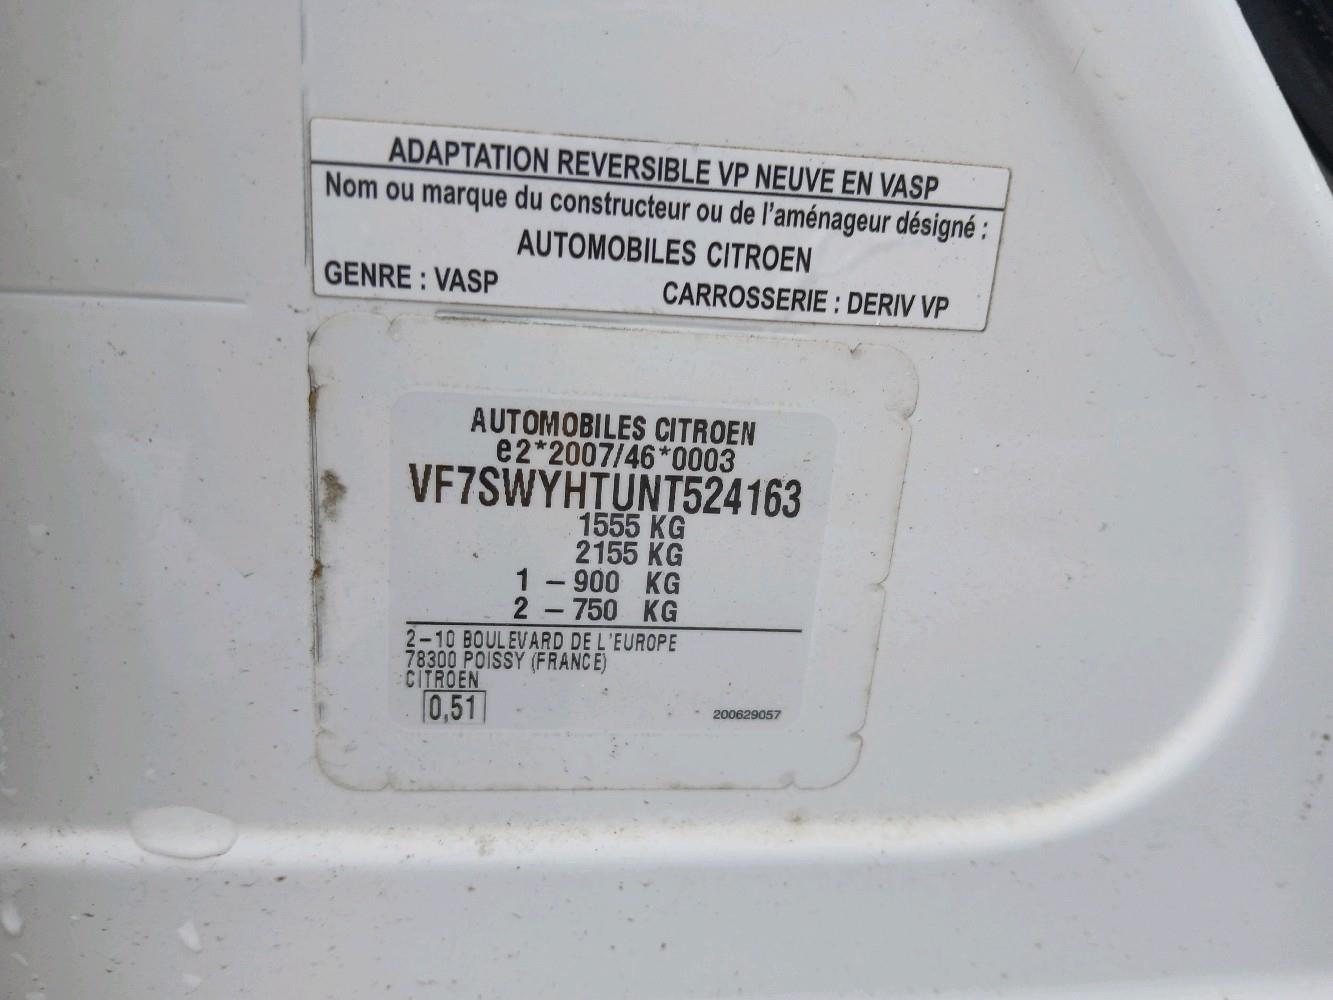 ADAPTATION REVERSIBLE VP NEUVE EN VASP
Nom ou marque du constructeur ou de l'aménageur désigné :
AUTOMOBILES CITROEN
GENRE : VASP CARROSSERIE : DERIV VP
AUTOMOBILES CITROEN
e2*2007/46*0003
VF7SWYHTUNT524163
1555 KG
2155 KG
1 – 900 KG
2 – 750 KG
2–10 BOULEVARD DE L'EUROPE
78300 POISSY (FRANCE)
CITROEN
0,51 200629057